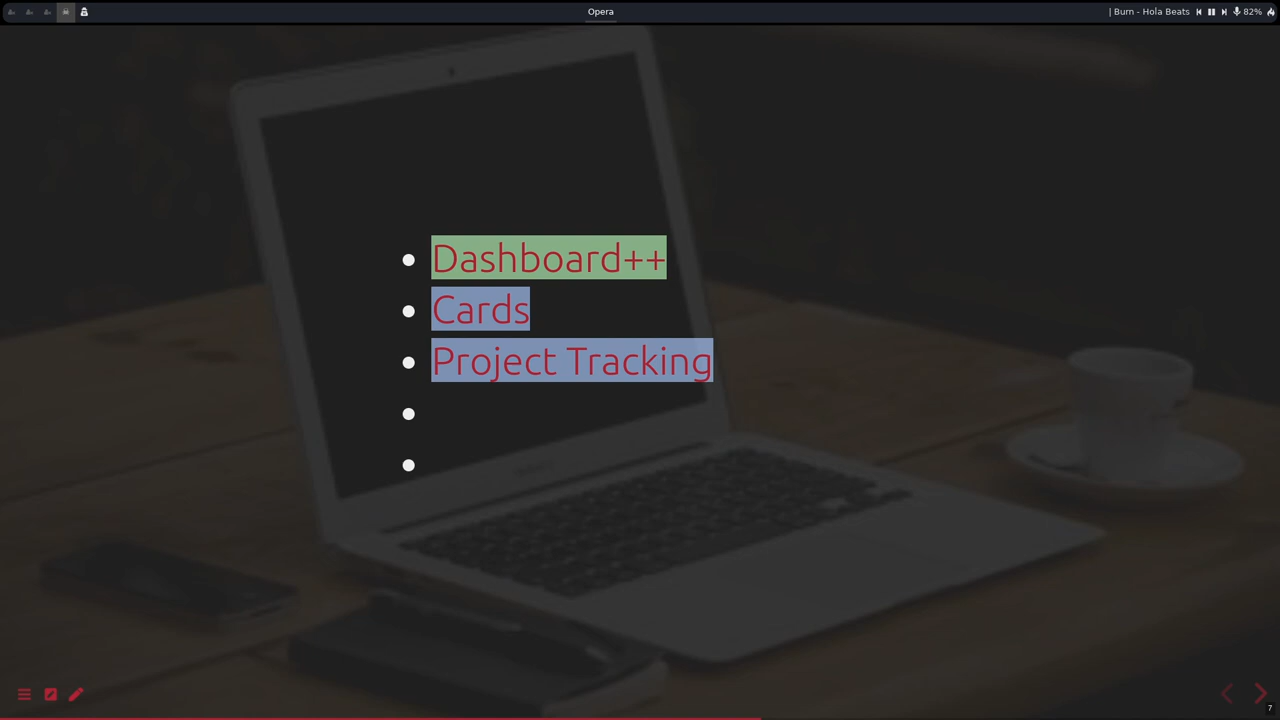 Opera
| Burn - Hola Beats
82%
Dashboard++
Cards
Project Tracking
7